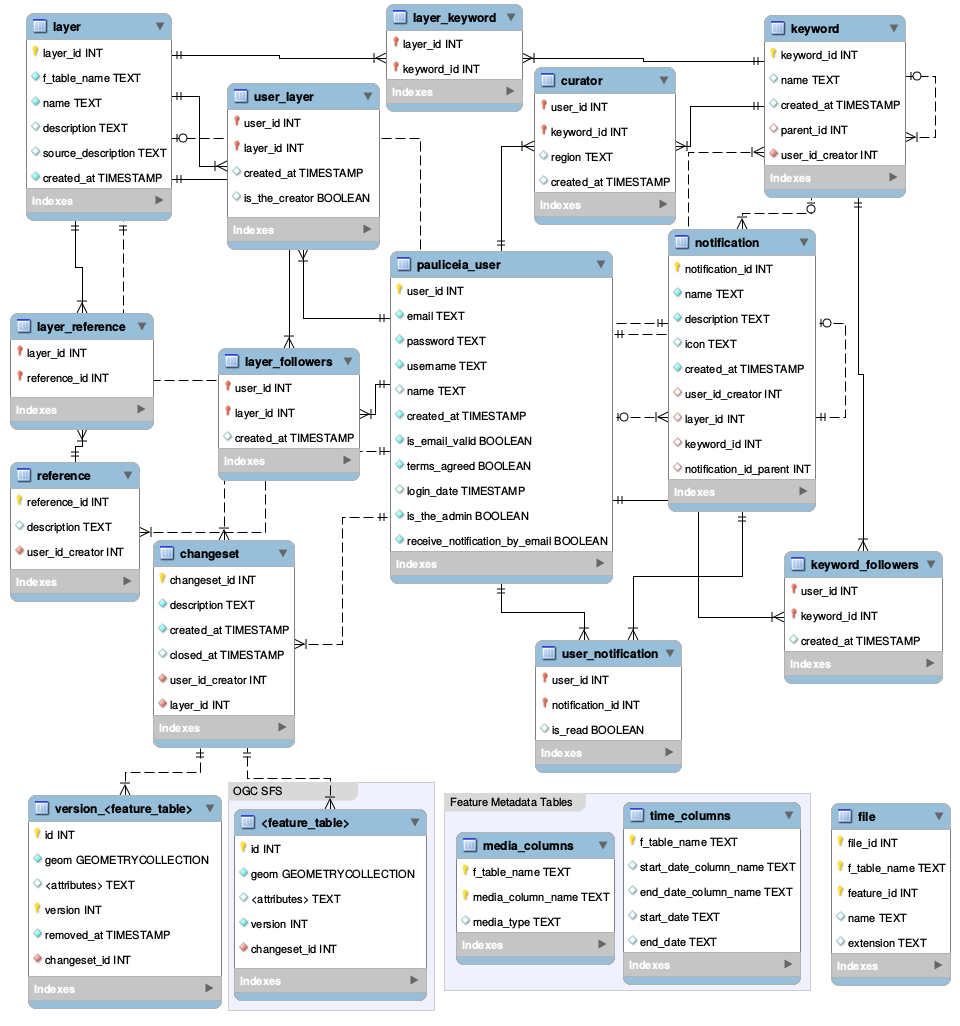 layer
layer_id INT
f_table_name TEXT
name TEXT
description TEXT
source_description TEXT
created_at TIMESTAMP
Indexes
layer_keyword
layer_id INT
keyword_id INT
Indexes
keyword
keyword_id INT
name TEXT
created_at TIMESTAMP
parent_id INT
user_id_creator INT
Indexes
user_layer
user_id INT
layer_id INT
created_at TIMESTAMP
is_the_creator BOOLEAN
Indexes
curator
user_id INT
keyword_id INT
region TEXT
created_at TIMESTAMP
Indexes
pauliceia_user
user_id INT
email TEXT
password TEXT
username TEXT
name TEXT
created_at TIMESTAMP
is_email_valid BOOLEAN
terms_agreed BOOLEAN
login_date TIMESTAMP
is_the_admin BOOLEAN
receive_notification_by_email BOOLEAN
Indexes
notification
notification_id INT
name TEXT
description TEXT
icon TEXT
created_at TIMESTAMP
user_id_creator INT
layer_id INT
keyword_id INT
notification_id_parent INT
Indexes
layer_reference
layer_id INT
reference_id INT
Indexes
layer_followers
user_id INT
layer_id INT
created_at TIMESTAMP
Indexes
reference
reference_id INT
description TEXT
user_id_creator INT
Indexes
changeset
changeset_id INT
description TEXT
created_at TIMESTAMP
closed_at TIMESTAMP
user_id_creator INT
layer_id INT
Indexes
keyword_followers
user_id INT
keyword_id INT
created_at TIMESTAMP
Indexes
user_notification
user_id INT
notification_id INT
is_read BOOLEAN
Indexes
version_<feature_table>
id INT
geom GEOMETRYCOLLECTION
<attributes> TEXT
version INT
removed_at TIMESTAMP
changeset_id INT
Indexes
OGC SFS
<feature_table>
id INT
geom GEOMETRYCOLLECTION
<attributes> TEXT
version INT
changeset_id INT
Indexes
Feature Metadata Tables
media_columns
f_table_name TEXT
media_column_name TEXT
media_type TEXT
Indexes
time_columns
f_table_name TEXT
start_date_column_name TEXT
end_date_column_name TEXT
start_date TEXT
end_date TEXT
Indexes
file
file_id INT
f_table_name TEXT
feature_id INT
name TEXT
extension TEXT
Indexes